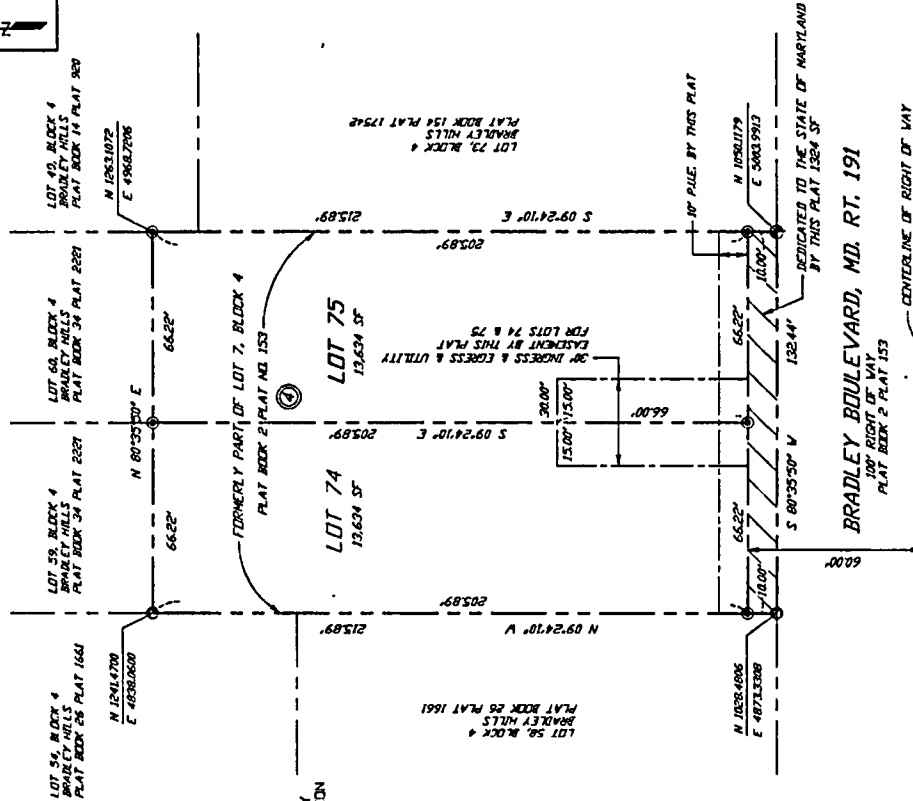 Z
LOT 54, BLOCK 4
BRADLEY HILLS
PLAT BOOK 26 PLAT 1661
LOT 59, BLOCK 4
BRADLEY HILLS
PLAT BOOK 34 PLAT 2221
LOT 60, BLOCK 4
BRADLEY HILLS
PLAT BOOK 34 PLAT 2221
LOT 49, BLOCK 4
BRADLEY HILLS
PLAT BOOK 14 PLAT 920
N 1241.4700
E 4838.0600
N 1263.1072
E 4968.7206
N 80°35'50" E
66.22'
66.22'
FORMERLY PART OF LOT 7, BLOCK 4
PLAT BOOK 2 PLAT NO. 153
4
LOT 74
13,634 SF
LOT 75
13,634 SF
215.89'
205.89'
N 09°24'10" W
205.89'
S 09°24'10" E
215.89'
205.89'
S 09°24'10" E
LOT 58, BLOCK 4
BRADLEY HILLS
PLAT BOOK 26 PLAT 1661
LOT 73, BLOCK 4
BRADLEY HILLS
PLAT BOOK 154 PLAT 17542
30' INGRESS & EGRESS & UTILITY
EASEMENT BY THIS PLAT
FOR LOTS 74 & 75
30.00'
15.00'
15.00'
66.00'
10' P.U.E. BY THIS PLAT
66.22'
66.22'
10.00'
10.00'
132.44'
S 80°35'50" W
N 1028.4806
E 4873.3308
N 1050.1179
E 5003.9913
DEDICATED TO THE STATE OF MARYLAND
BY THIS PLAT 1324 SF
60.00'
BRADLEY BOULEVARD, MD. RT. 191
100' RIGHT OF WAY
PLAT BOOK 2 PLAT 153
CENTERLINE OF RIGHT OF WAY